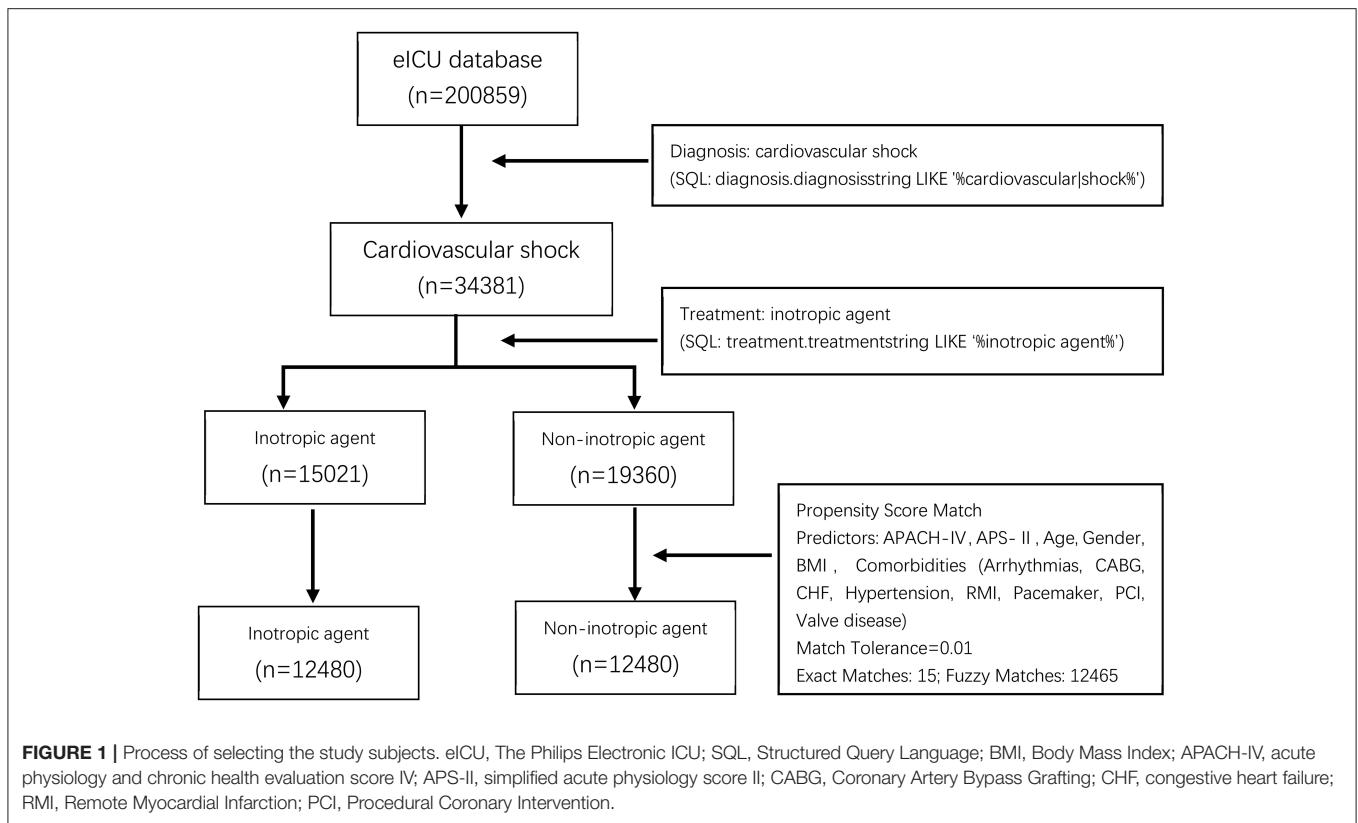 eICU database
(n=200859)
Diagnosis: cardiovascular shock
(SQL: diagnosis.diagnosisstring LIKE '%cardiovascular|shock%')
Cardiovascular shock
(n=34381)
Treatment: inotropic agent
(SQL: treatment.treatmentstring LIKE '%inotropic agent%')
Inotropic agent
(n=15021)
Non-inotropic agent
(n=19360)
Propensity Score Match
Predictors: APACH-IV, APS- II , Age, Gender,
BMI , Comorbidities (Arrhythmias, CABG,
CHF, Hypertension, RMI, Pacemaker, PCI,
Valve disease)
Match Tolerance=0.01
Exact Matches: 15; Fuzzy Matches: 12465
Inotropic agent
(n=12480)
Non-inotropic agent
(n=12480)
FIGURE 1 | Process of selecting the study subjects. eICU, The Philips Electronic ICU; SQL, Structured Query Language; BMI, Body Mass Index; APACH-IV, acute
physiology and chronic health evaluation score IV; APS-II, simplified acute physiology score II; CABG, Coronary Artery Bypass Grafting; CHF, congestive heart failure;
RMI, Remote Myocardial Infarction; PCI, Procedural Coronary Intervention.